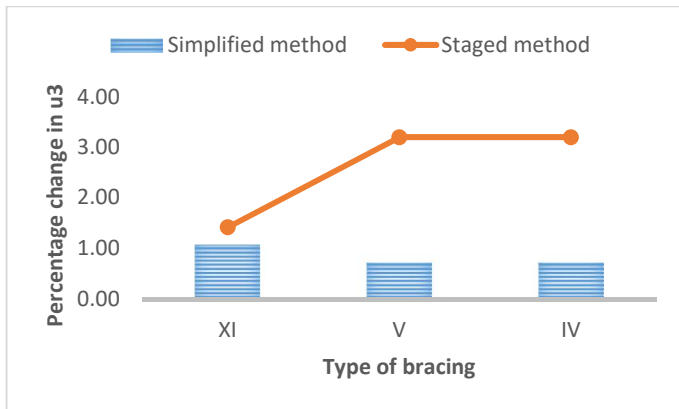 Simplified method Staged method
Percentage change in u3
4.00
3.00
2.00
1.00
0.00
XI V IV
Type of bracing